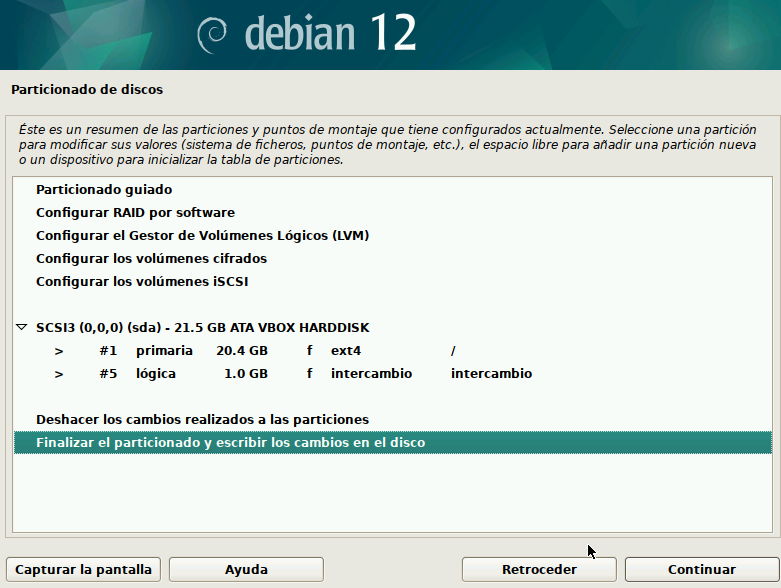 debian 12
Particionado de discos
Éste es un resumen de las particiones y puntos de montaje que tiene configurados actualmente. Seleccione una partición
para modificar sus valores (sistema de ficheros, puntos de montaje, etc.), el espacio libre para añadir una partición nueva
o un dispositivo para inicializar la tabla de particiones.
Particionado guiado
Configurar RAID por software
Configurar el Gestor de Volúmenes Lógicos (LVM)
Configurar los volúmenes cifrados
Configurar los volúmenes iSCSI
SCSI3 (0,0,0) (sda) - 21.5 GB ATA VBOX HARDDISK
> #1 primaria 20.4 GB f ext4 /
> #5 lógica 1.0 GB f intercambio intercambio
Deshacer los cambios realizados a las particiones
Finalizar el particionado y escribir los cambios en el disco
Capturar la pantalla Ayuda Retroceder Continuar